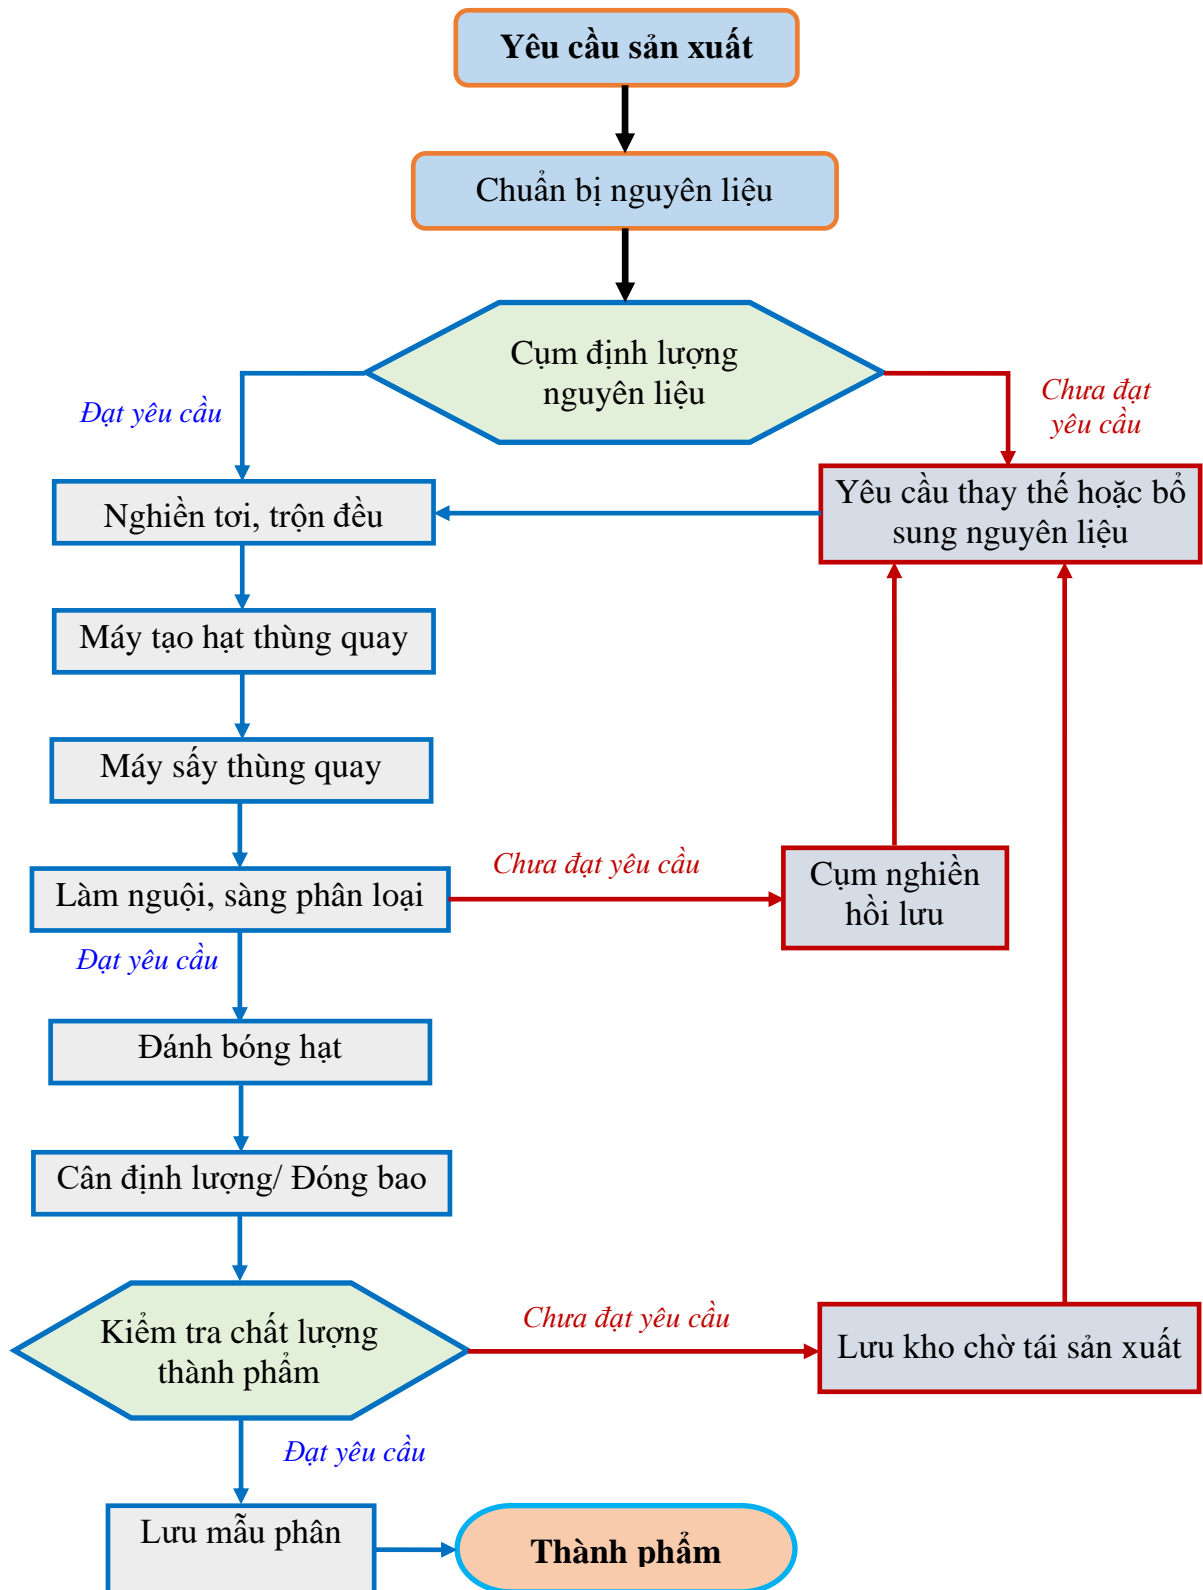 Yêu cầu sản xuất
Chuẩn bị nguyên liệu
Cụm định lượng
nguyên liệu
Đạt yêu cầu
Chưa đạt
yêu cầu
Nghiền tơi, trộn đều
Yêu cầu thay thế hoặc bổ
sung nguyên liệu
Máy tạo hạt thùng quay
Máy sấy thùng quay
Làm nguội, sàng phân loại
Chưa đạt yêu cầu
Cụm nghiền
hồi lưu
Đạt yêu cầu
Đánh bóng hạt
Cân định lượng/ Đóng bao
Kiểm tra chất lượng
thành phẩm
Chưa đạt yêu cầu
Lưu kho chờ tái sản xuất
Đạt yêu cầu
Lưu mẫu phân
Thành phẩm